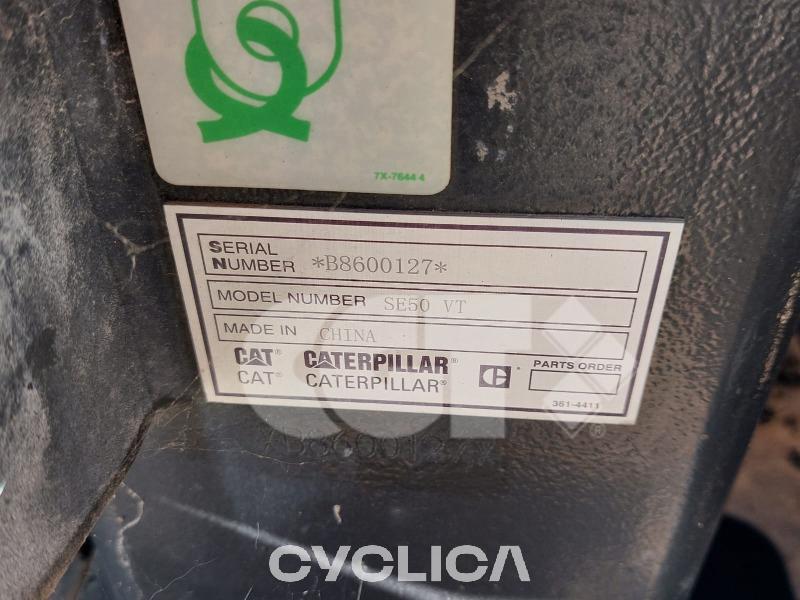 7X-7644 4
SERIAL NUMBER *B8600127*
MODEL NUMBER SE50 VT
MADE IN CHINA
CAT® CATERPILLAR® C®
CAT® CATERPILLAR®
PARTS ORDER
361-4411
*B8600127*
CYCLICA